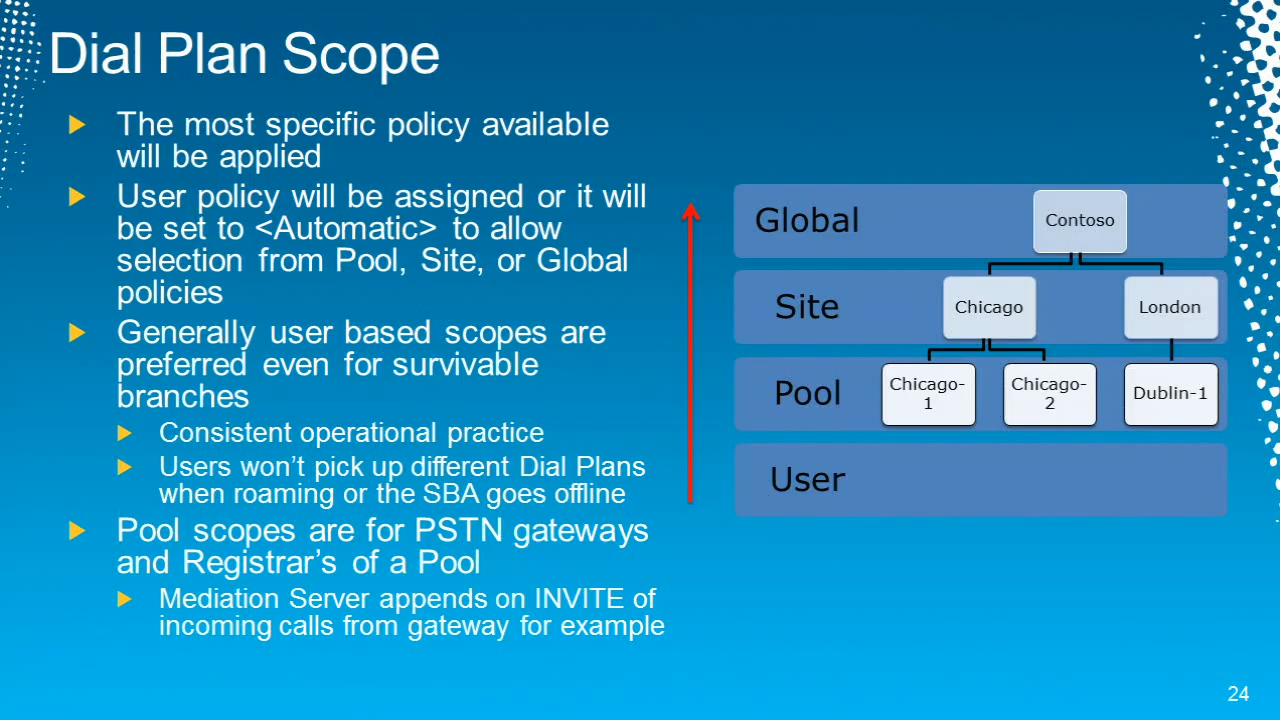 Dial Plan Scope
The most specific policy available
will be applied
User policy will be assigned or it will
be set to <Automatic> to allow
selection from Pool, Site, or Global
policies
Generally user based scopes are
preferred even for survivable
branches
Consistent operational practice
Users won’t pick up different Dial Plans
when roaming or the SBA goes offline
Pool scopes are for PSTN gateways
and Registrar’s of a Pool
Mediation Server appends on INVITE of
incoming calls from gateway for example
Global
Contoso
Site
Chicago
London
Pool
Chicago-
1
Chicago-
2
Dublin-1
User
24